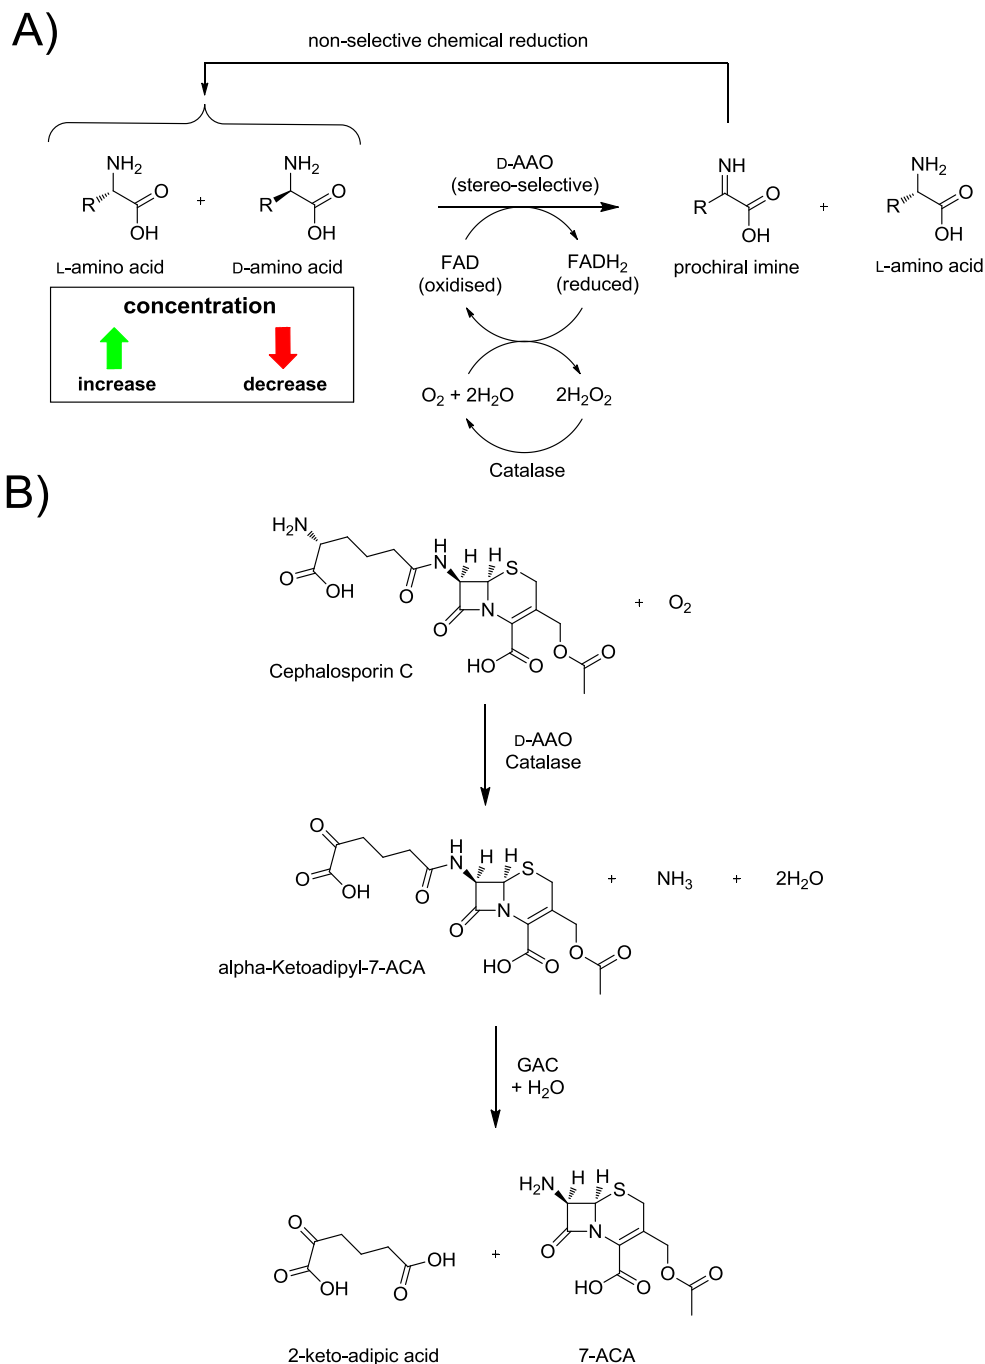 A)
non-selective chemical reduction
NH₂
R
O
OH
+
NH₂
R
O
OH
D-AAO
(stereo-selective)
NH
R
O
OH
+
NH₂
R
O
OH
L-amino acid
D-amino acid
FAD
(oxidised)
FADH₂
(reduced)
prochiral imine
L-amino acid
concentration
increase
decrease
O₂ + 2H₂O
2H₂O₂
Catalase
B)
H₂N
O
OH
O
H
N
H
H
S
O
N
HO
O
O
O
+
O₂
Cephalosporin C
D-AAO
Catalase
O
O
OH
O
H
N
H
H
S
O
N
HO
O
O
O
+
NH₃
+
2H₂O
alpha-Ketoadipyl-7-ACA
GAC
+ H₂O
O
O
OH
O
OH
+
H₂N
H
H
S
O
N
HO
O
O
O
2-keto-adipic acid
7-ACA